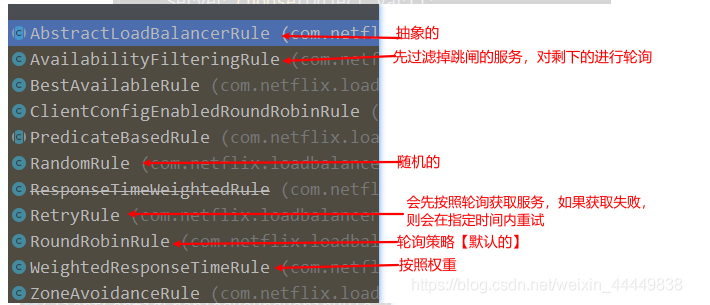 AbstractLoadBalancerRule (com.netfl 抽象的
AvailabilityFilteringRule (com.netfl 先过滤掉跳闸的服务，对剩下的进行轮询
BestAvailableRule (com.netflix.load
ClientConfigEnabledRoundRobinRule (
PredicateBasedRule (com.netflix.loa
RandomRule (com.netflix.loadbalance 随机的
ResponseTimeWeightedRule (com.netfl
会先按照轮询获取服务，如果获取失败，
RetryRule (com.netflix.loadbalancer 则会在指定时间内重试
RoundRobinRule (com.netflix.loadbal 轮询策略【默认的】
WeightedResponseTimeRule (com.netfl 按照权重
https://blog.csdn.net/weixin_44449838
ZoneAvoidanceRule (com.netflix.load